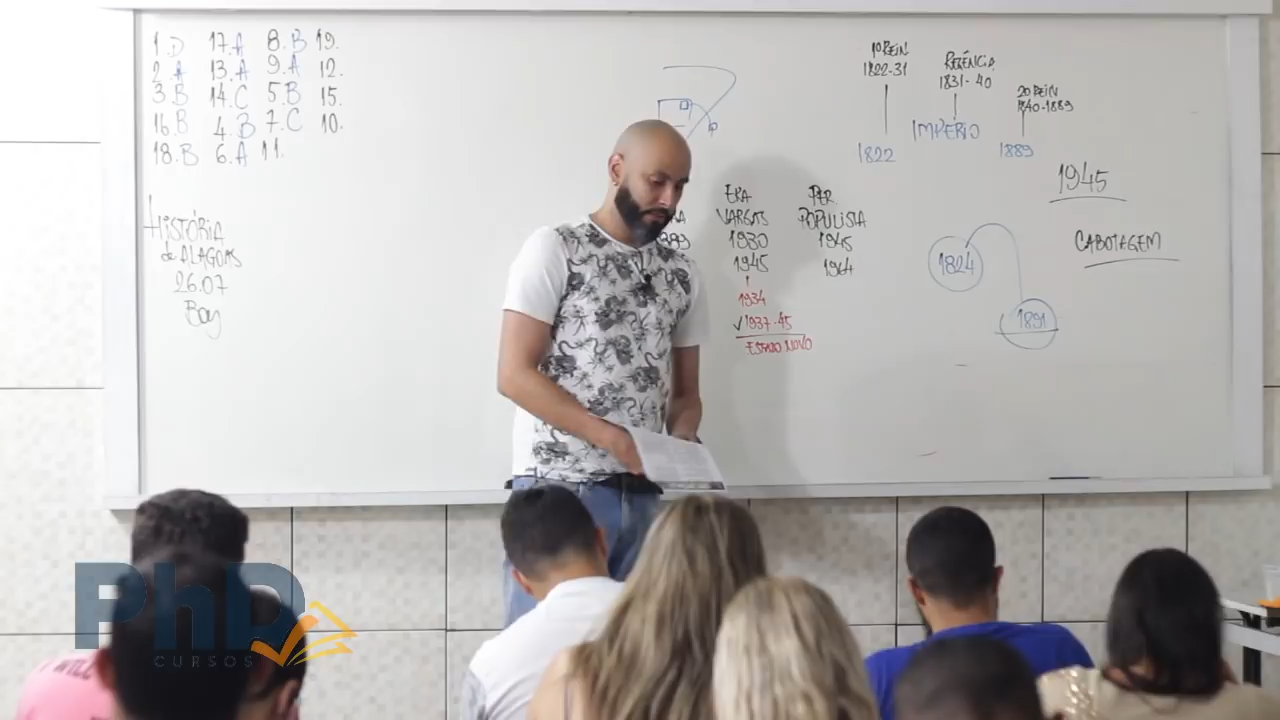 1. D 17. A 8. B 19.
2. A 13. A 9. A 12.
3. B 14. C 5. B 15.
16. B 4. B 7. C 10.
18. B 6. A 11.
HISTÓRIA
de ALAGOAS
26.07
1º REIN
1822-31
REGÊNCIA
1831-40
2º REIN
1840-1889
IMPÉRIO
1822
1889
1945
ERA
VARGAS
1930
1945
1934
✓1937-45
ESTADO NOVO
PER
POPULISTA
1945
1964
1824
1891
CABOTAGEM
PhD
CURSOS